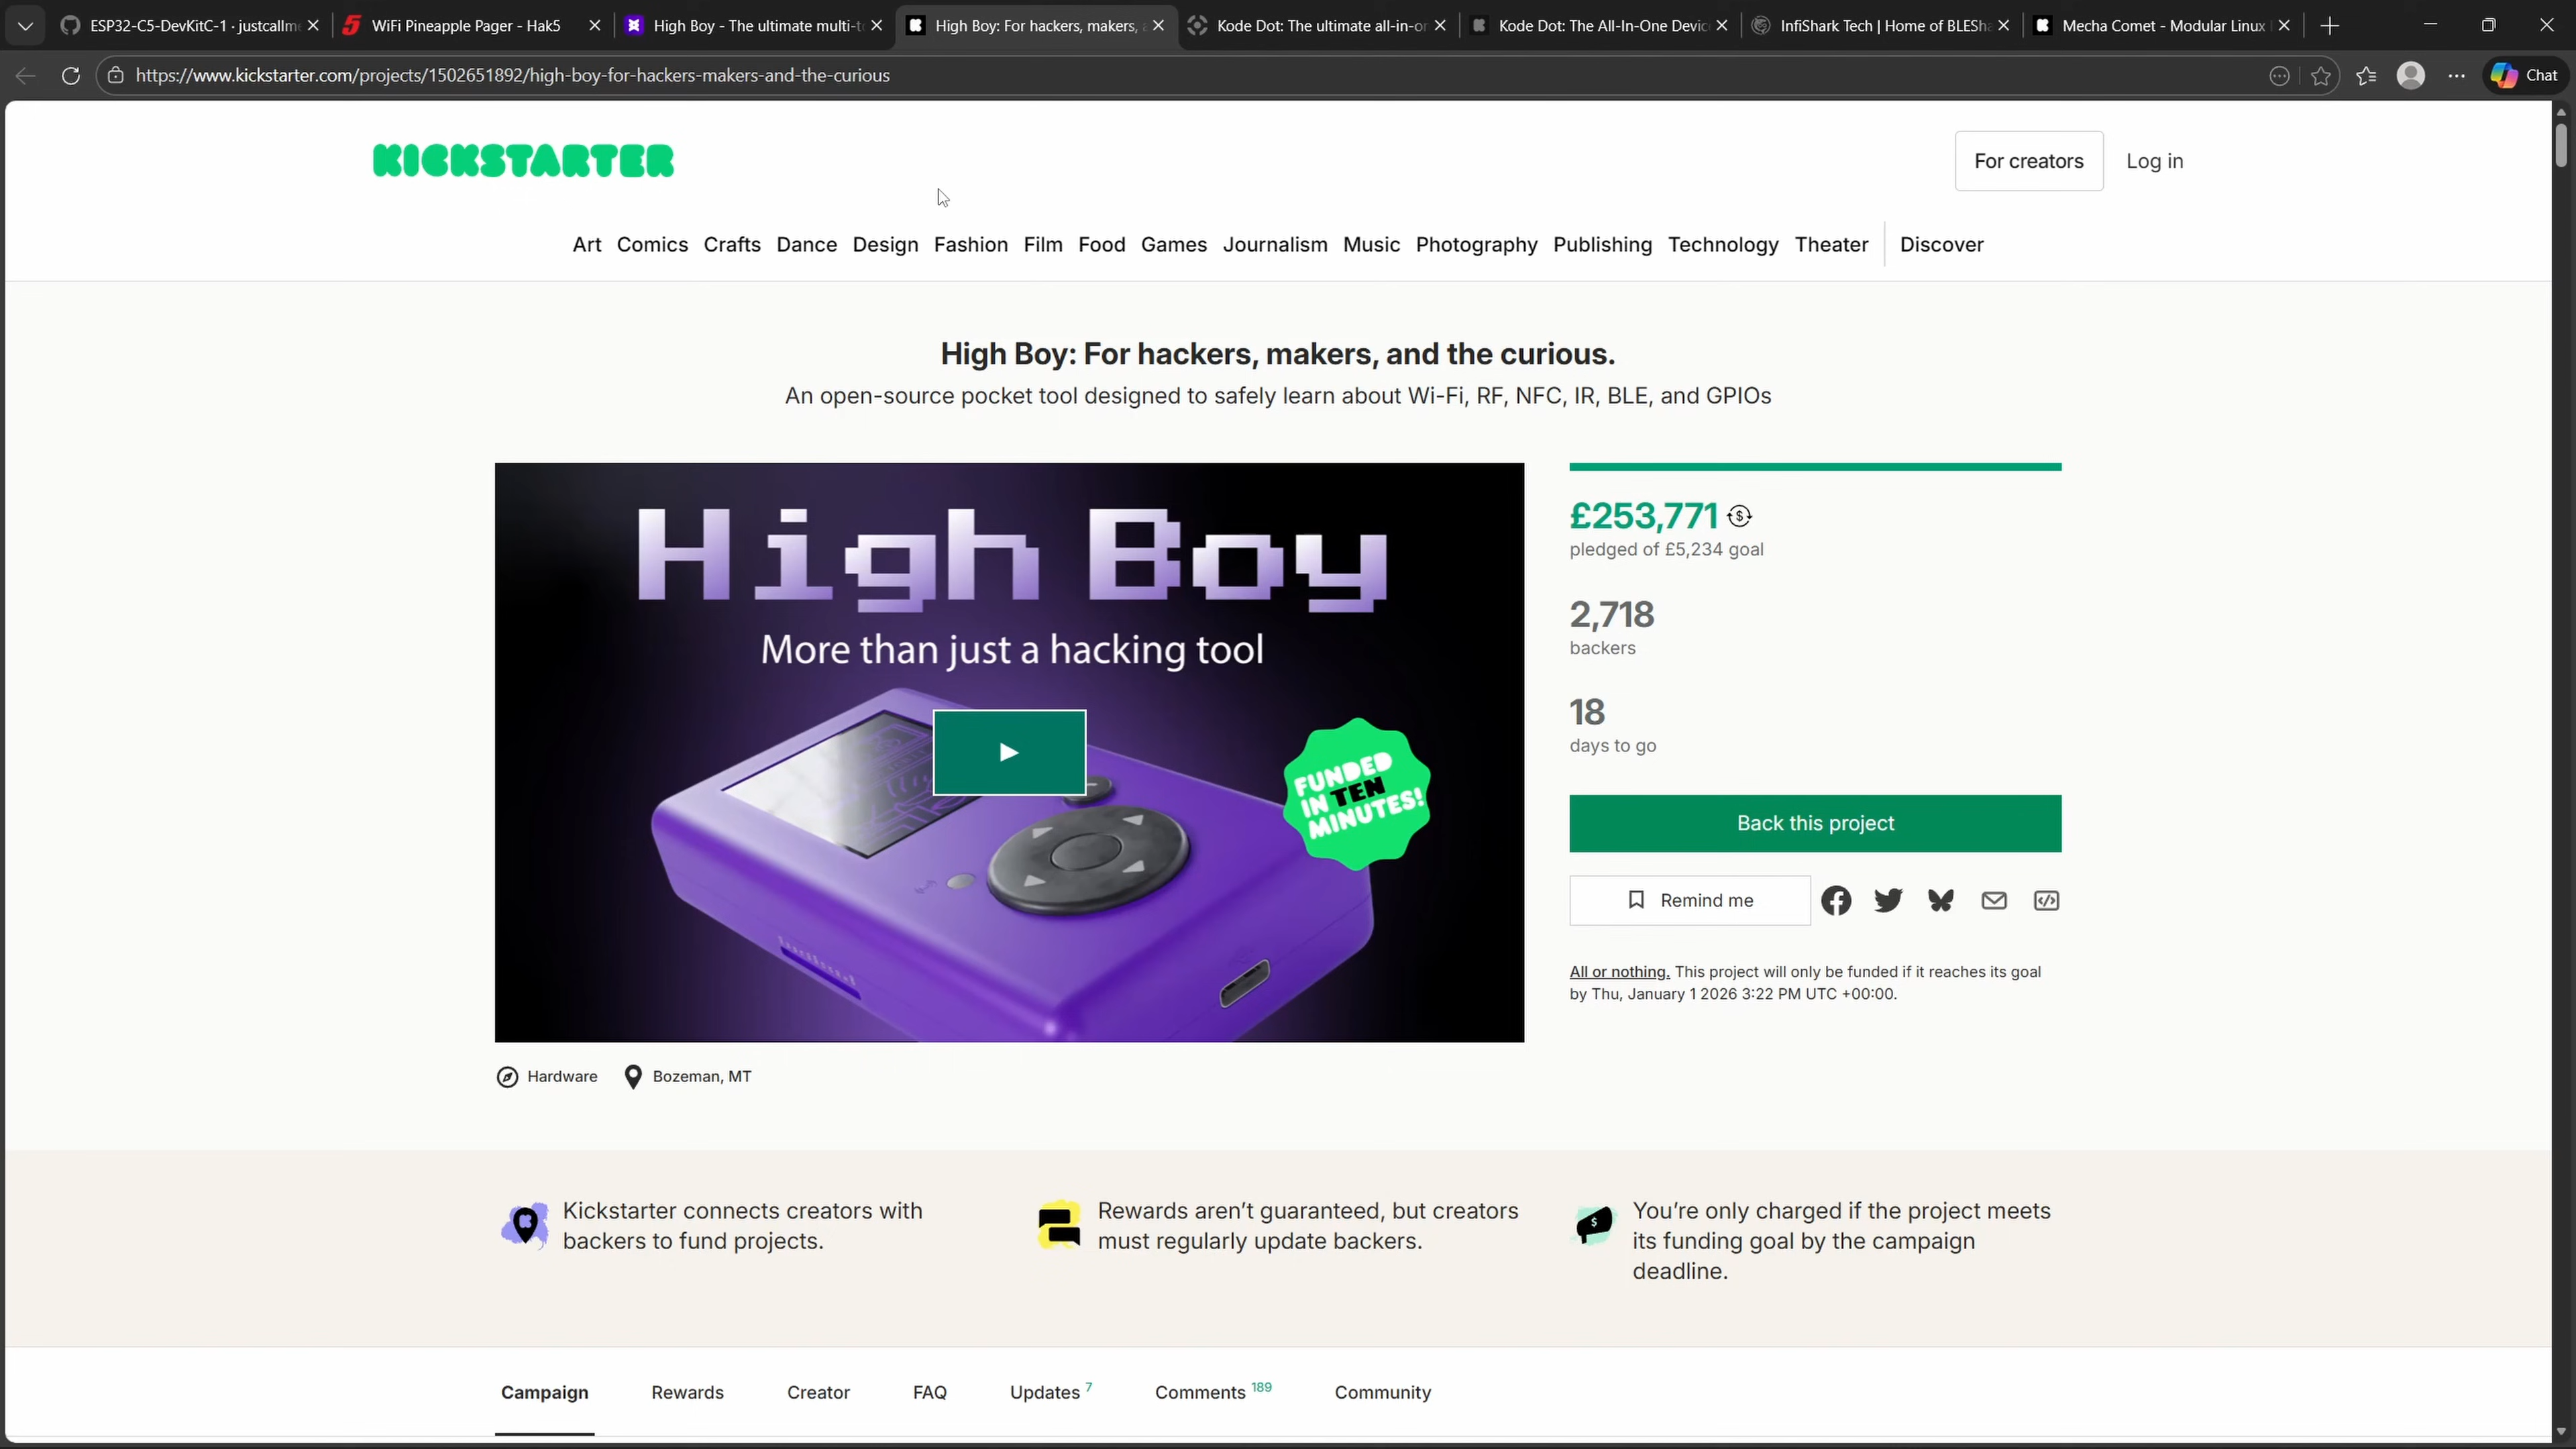 ESP32-C5-DevKitC-1 · justcallm
WiFi Pineapple Pager - Hak5
High Boy - The ultimate multi-t
High Boy: For hackers, makers, a
Kode Dot: The ultimate all-in-o
Kode Dot: The All-In-One Devic
InfiShark Tech | Home of BLESha
Mecha Comet - Modular Linux
https://www.kickstarter.com/projects/1502651892/high-boy-for-hackers-makers-and-the-curious
Chat
KICKSTARTER
For creators
Log in
Art Comics Crafts Dance Design Fashion Film Food Games Journalism Music Photography Publishing Technology Theater Discover
High Boy: For hackers, makers, and the curious.
An open-source pocket tool designed to safely learn about Wi-Fi, RF, NFC, IR, BLE, and GPIOs
High Boy
More than just a hacking tool
FUNDED
IN TEN
MINUTES!
£253,771
pledged of £5,234 goal
2,718
backers
18
days to go
Back this project
Remind me
All or nothing. This project will only be funded if it reaches its goal
by Thu, January 1 2026 3:22 PM UTC +00:00.
Hardware
Bozeman, MT
Kickstarter connects creators with
backers to fund projects.
Rewards aren't guaranteed, but creators
must regularly update backers.
You're only charged if the project meets
its funding goal by the campaign
deadline.
Campaign
Rewards
Creator
FAQ
Updates 7
Comments 189
Community